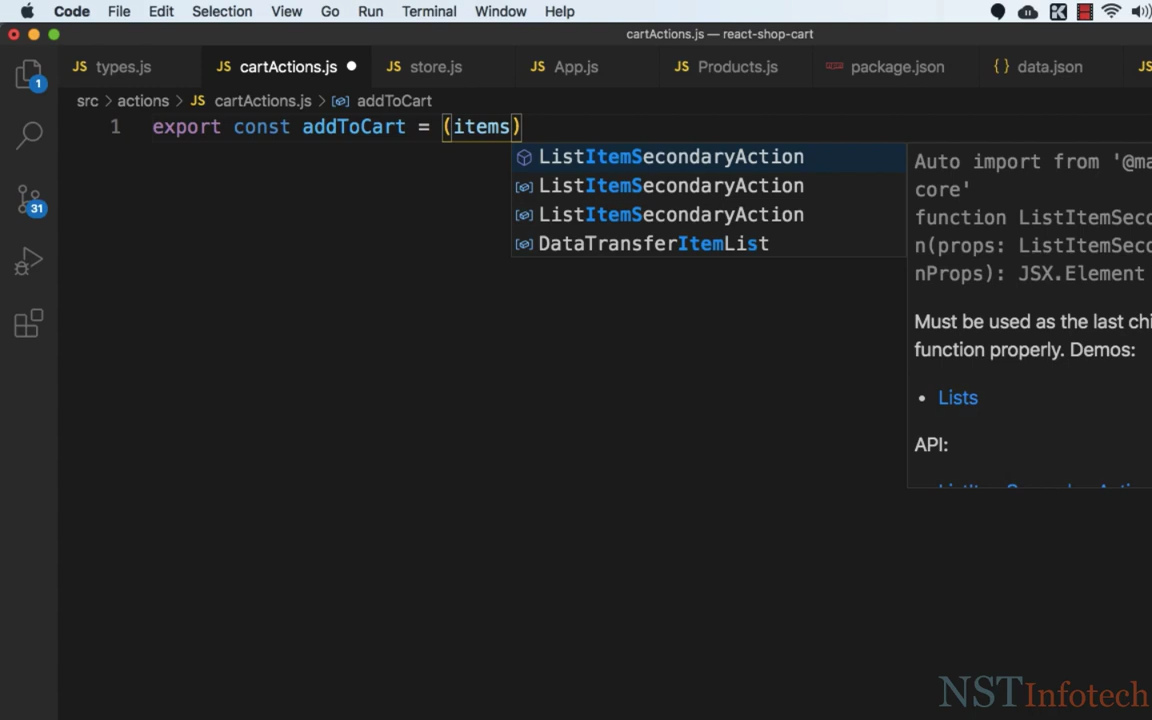 Code File Edit Selection View Go Run Terminal Window Help
cartActions.js — react-shop-cart
JS types.js JS cartActions.js JS store.js JS App.js JS Products.js package.json {} data.json JS
src > actions > JS cartActions.js > addToCart
1 export const addToCart = (items)
ListItemSecondaryAction
ListItemSecondaryAction
ListItemSecondaryAction
DataTransferItemList
Auto import from '@ma
core'
function ListItemSeco
n(props: ListItemSeco
nProps): JSX.Element
Must be used as the last chi
function properly. Demos:
• Lists
API:
1
31
NSTInfotech